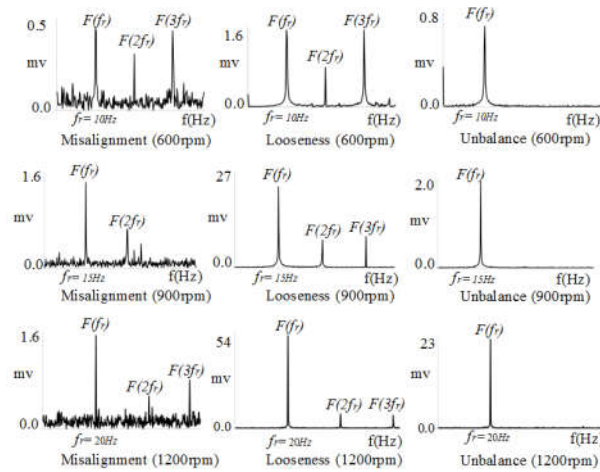 F(fᵣ) F(3fᵣ)
0.5
F(2fᵣ)
mv
0.0
fᵣ= 10Hz f(Hz)
Misalignment (600rpm)
F(fᵣ) F(3fᵣ)
1.6
F(2fᵣ)
mv
0.0
fᵣ= 10Hz f(Hz)
Looseness (600rpm)
0.8
F(fᵣ)
mv
0.0
fᵣ= 10Hz f(Hz)
Unbalance (600rpm)
F(fᵣ)
1.6
F(2fᵣ)
mv
0.0
fᵣ= 15Hz f(Hz)
Misalignment (900rpm)
27
F(fᵣ)
F(2fᵣ) F(3fᵣ)
mv
0.0
fᵣ= 15Hz f(Hz)
Looseness (900rpm)
F(fᵣ)
2.0
mv
0.0
fᵣ= 15Hz f(Hz)
Unbalance (900rpm)
F(fᵣ)
1.6
F(3fᵣ)
F(2fᵣ)
mv
0.0
fᵣ= 20Hz f(Hz)
Misalignment (1200rpm)
F(fᵣ)
54
mv
F(2fᵣ) F(3fᵣ)
0.0
fᵣ= 20Hz f(Hz)
Looseness (1200rpm)
F(fᵣ)
23
mv
0.0
fᵣ= 20Hz f(Hz)
Unbalance (1200rpm)